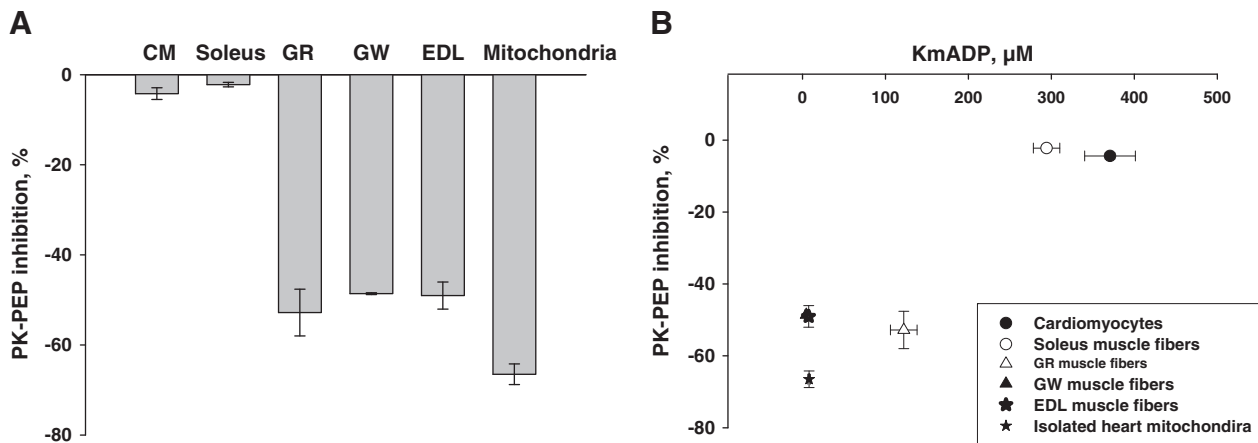 A
CM Soleus GR GW EDL Mitochondria
0
-20
-40
-60
-80
PK-PEP inhibition, %
B
KmADP, µM
0 100 200 300 400 500
0
-20
-40
-60
-80
PK-PEP inhibition, %
Cardiomyocytes
Soleus muscle fibers
GR muscle fibers
GW muscle fibers
EDL muscle fibers
Isolated heart mitochondira